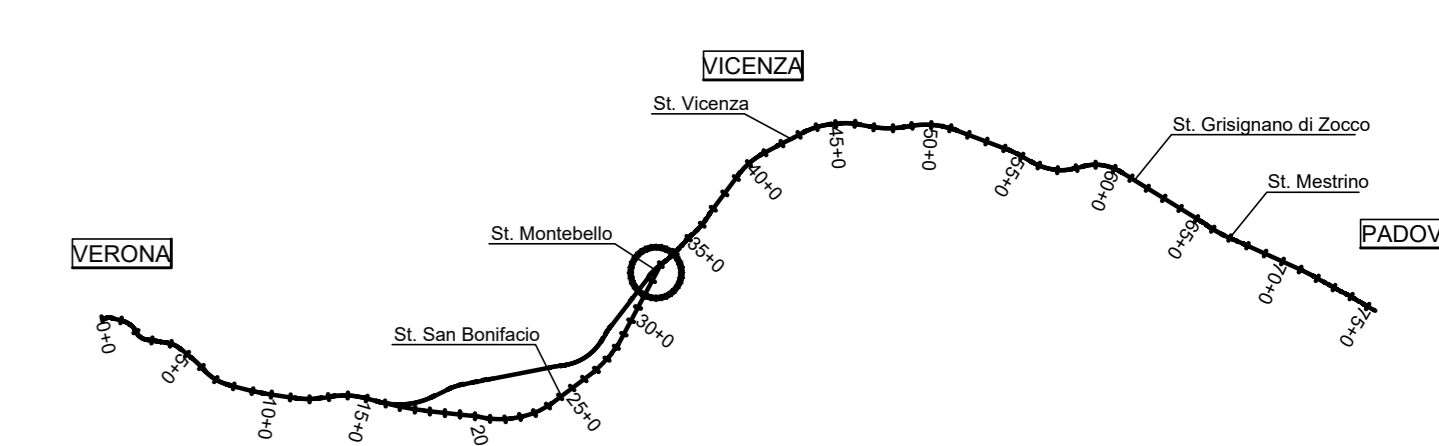 VICENZA
St. Vicenza
St. Grisignano di Zocco
St. Mestrino
PADOV
St. Montebello
VERONA
St. San Bonifacio
0+0
5+0
10+0
15+0
20
25+0
30+0
35+0
40+0
45+0
50+0
55+0
60+0
65+0
70+0
75+0